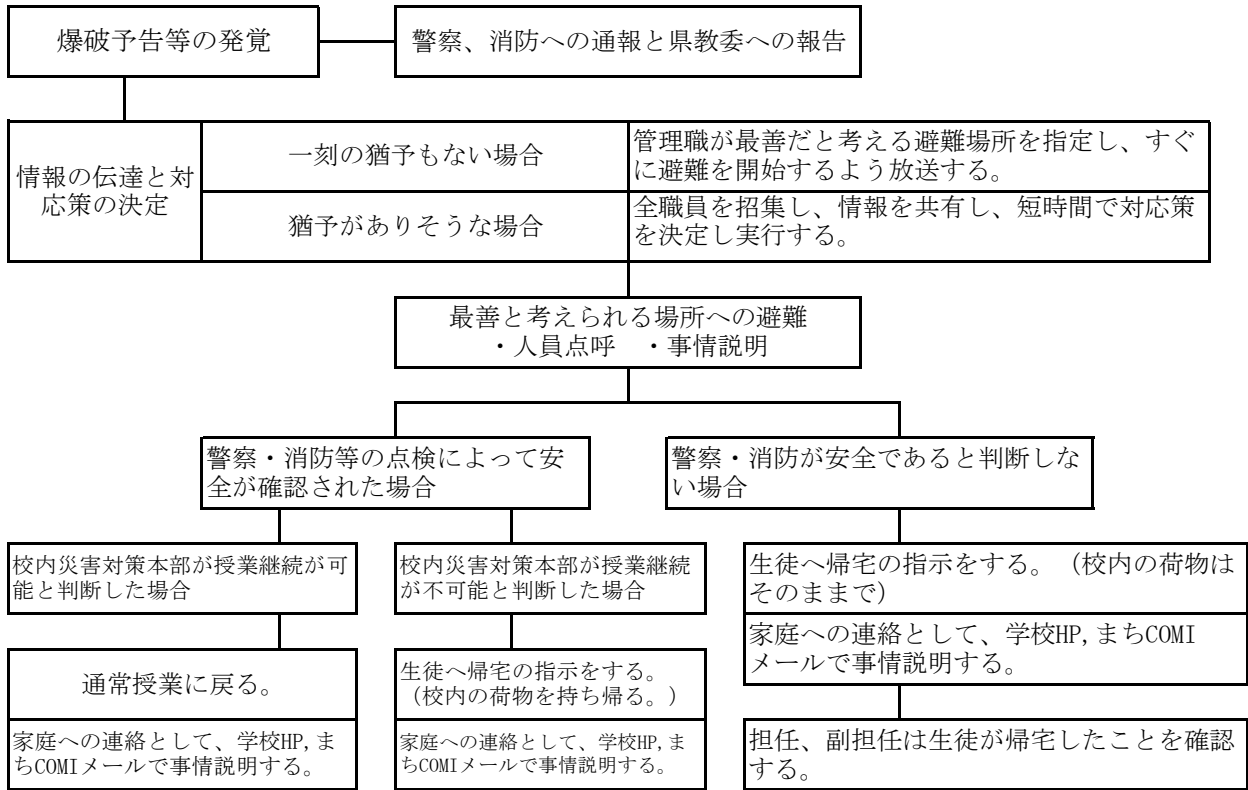 爆破予告等の発覚
警察、消防への通報と県教委への報告
情報の伝達と対
応策の決定
一刻の猶予もない場合
管理職が最善だと考える避難場所を指定し、すぐ
に避難を開始するよう放送する。
猶予がありそうな場合
全職員を招集し、情報を共有し、短時間で対応策
を決定し実行する。
最善と考えられる場所への避難
・人員点呼　・事情説明
警察・消防等の点検によって安
全が確認された場合
警察・消防が安全であると判断しな
い場合
校内災害対策本部が授業継続が可
能と判断した場合
校内災害対策本部が授業継続
が不可能と判断した場合
生徒へ帰宅の指示をする。（校内の荷物は
そのままで）
家庭への連絡として、学校HP,まちCOMI
メールで事情説明する。
通常授業に戻る。
生徒へ帰宅の指示をする。
（校内の荷物を持ち帰る。）
家庭への連絡として、学校HP,ま
ちCOMIメールで事情説明する。
家庭への連絡として、学校HP,ま
ちCOMIメールで事情説明する。
担任、副担任は生徒が帰宅したことを確認
する。